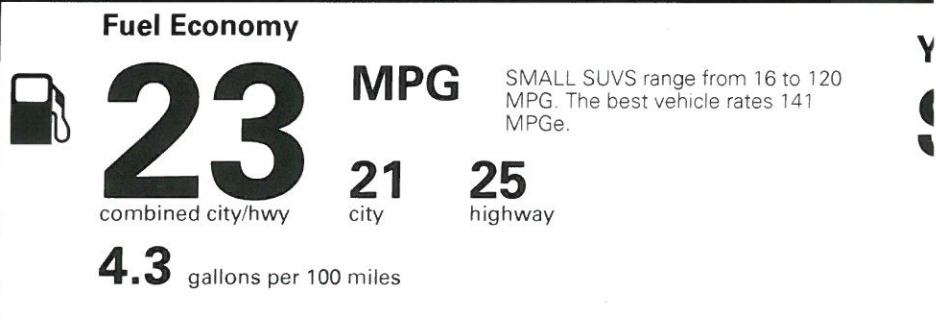 Fuel Economy
23
MPG
SMALL SUVS range from 16 to 120
MPG. The best vehicle rates 141
MPGe.
combined city/hwy
21
city
25
highway
4.3 gallons per 100 miles